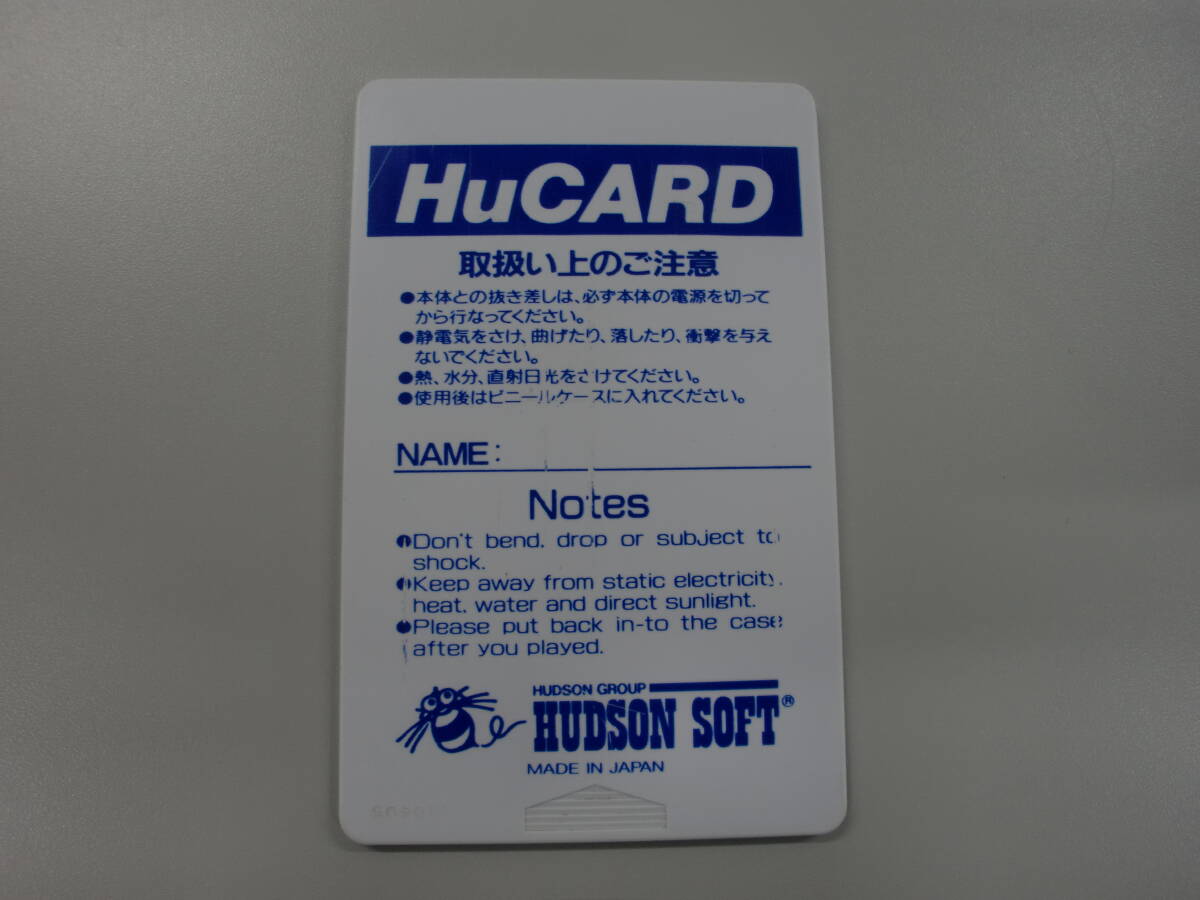 HuCARD
取扱い上のご注意
●本体との抜き差しは、必ず本体の電源を切って
から行なってください。
●静電気をさけ、曲げたり、落したり、衝撃を与え
ないでください。
●熱、水分、直射日光をさけてください。
●使用後はビニールケースに入れてください。
NAME:
Notes
●Don't bend, drop or subject to
shock.
●Keep away from static electricity,
heat, water and direct sunlight.
●Please put back in-to the case
after you played.
HUDSON GROUP
HUDSON SOFT®
MADE IN JAPAN